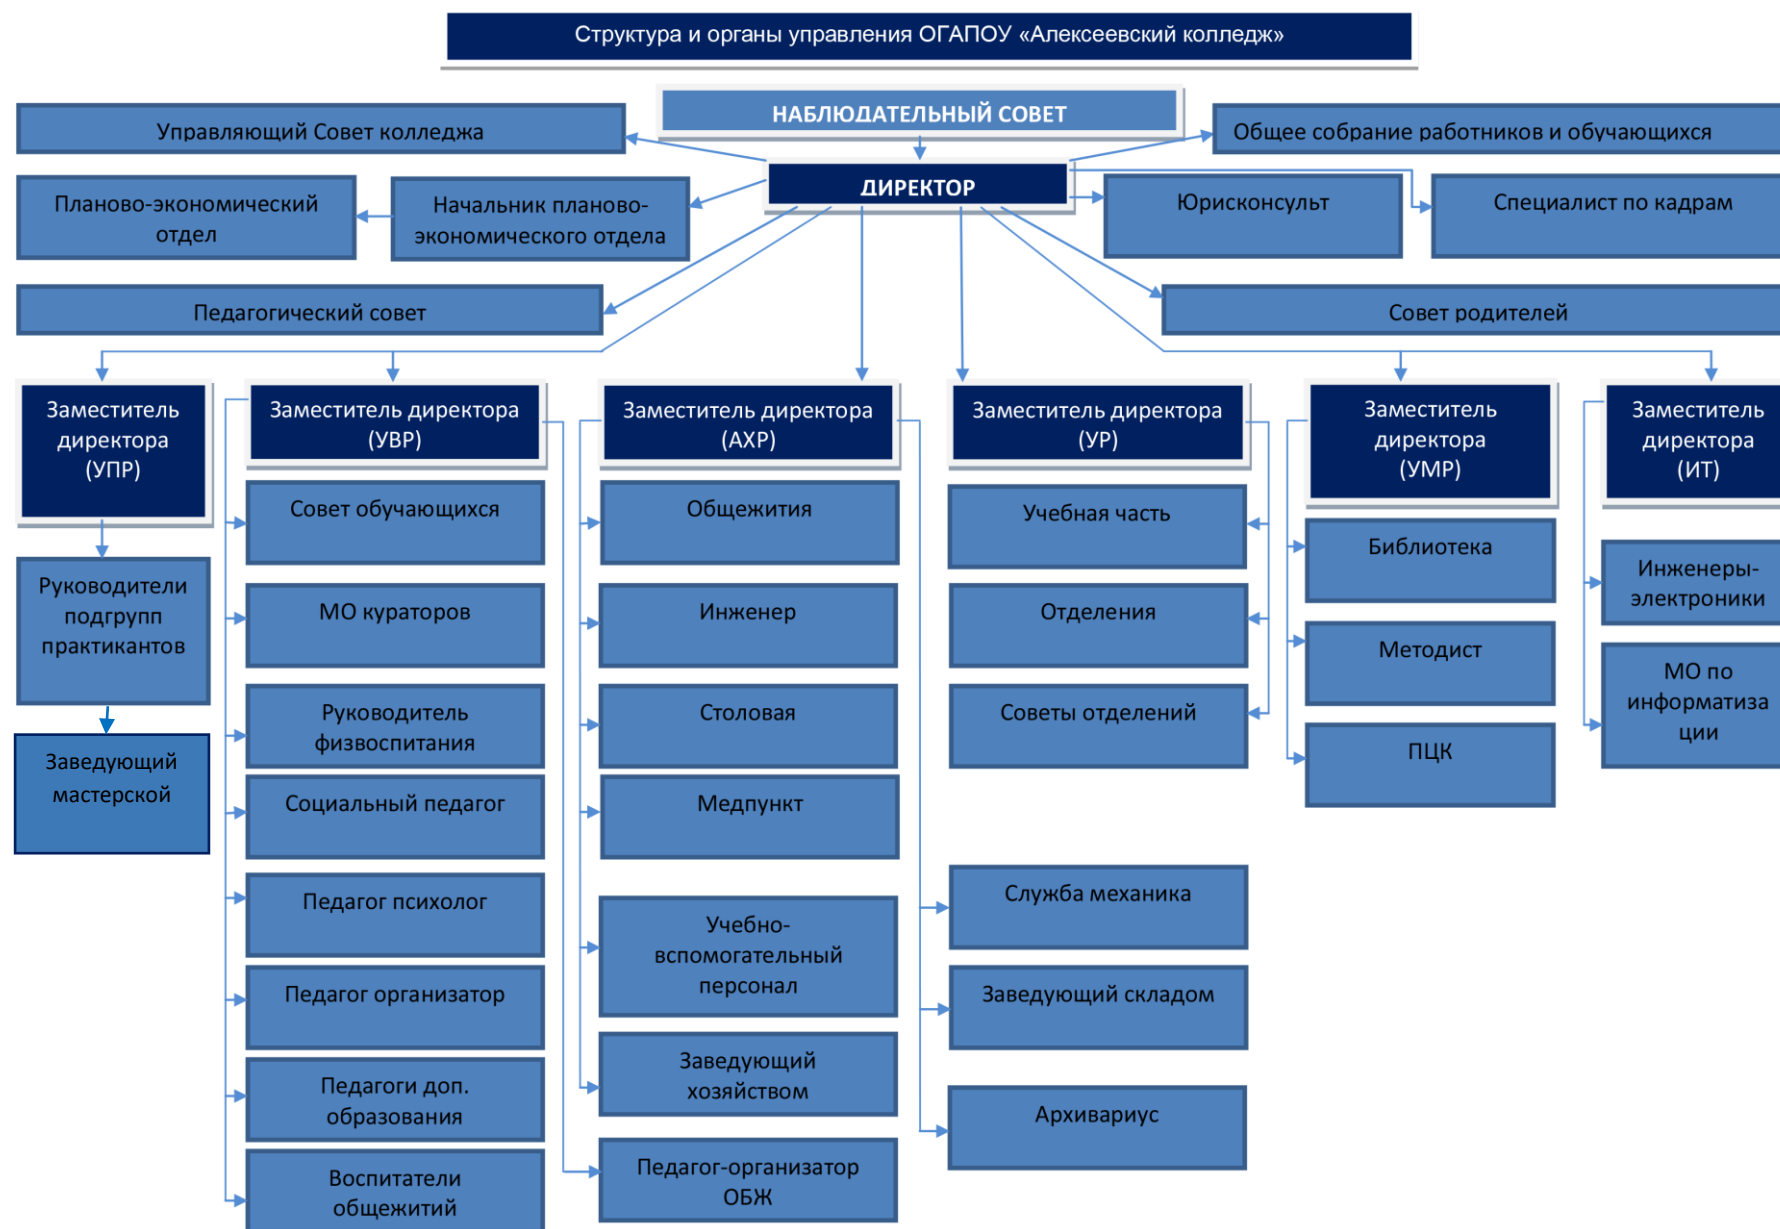 Структура и органы управления ОГАПОУ «Алексеевский колледж»
НАБЛЮДАТЕЛЬНЫЙ СОВЕТ
Управляющий Совет колледжа
Общее собрание работников и обучающихся
ДИРЕКТОР
Планово-экономический
отдел
Начальник планово-
экономического отдела
Юрисконсульт
Специалист по кадрам
Педагогический совет
Совет родителей
Заместитель
директора
(УПР)
Заместитель директора
(УВР)
Заместитель директора
(АХР)
Заместитель директора
(УР)
Заместитель
директора
(УМР)
Заместитель
директора
(ИТ)
Руководители
подгрупп
практикантов
Заведующий
мастерской
Совет обучающихся
МО кураторов
Руководитель
физвоспитания
Социальный педагог
Педагог психолог
Педагог организатор
Педагоги доп.
образования
Воспитатели
общежитий
Общежития
Инженер
Столовая
Медпункт
Учебно-
вспомогательный
персонал
Заведующий
хозяйством
Педагог-организатор
ОБЖ
Учебная часть
Отделения
Советы отделений
Служба механика
Заведующий складом
Архивариус
Библиотека
Методист
ПЦК
Инженеры-
электроники
МО по
информатиза
ции